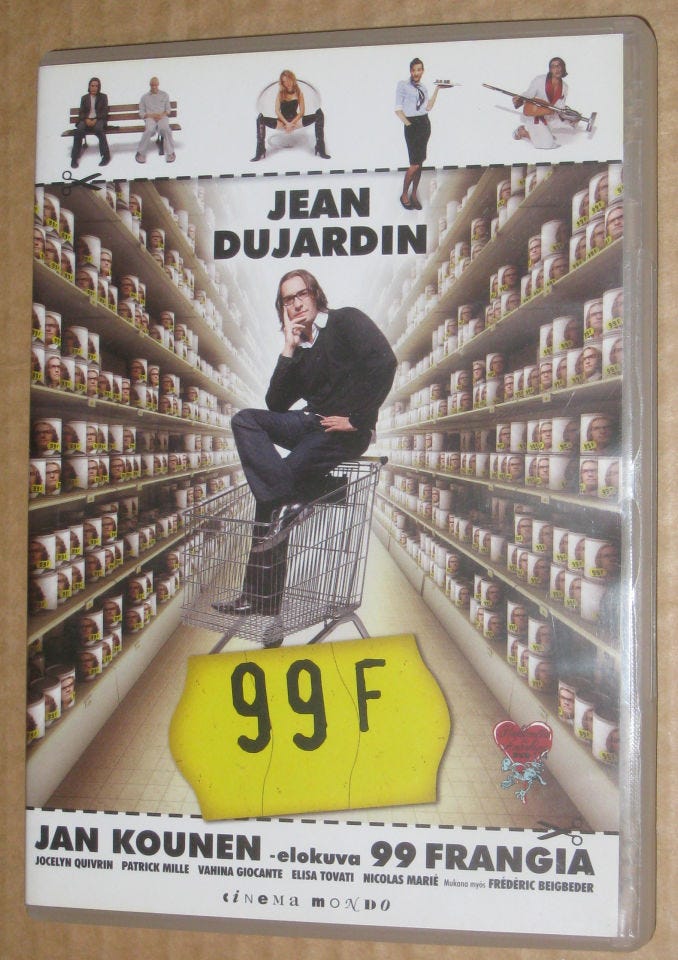 JEAN
DUJARDIN
99 F
JAN KOUNEN -elokuva 99 FRANGIA
JOCELYN QUIVRIN PATRICK MILLE VAHINA GIOCANTE ELISA TOVATI NICOLAS MARIÉ Mukana myös FRÉDÉRIC BEIGBEDER
CINEMA MONDO